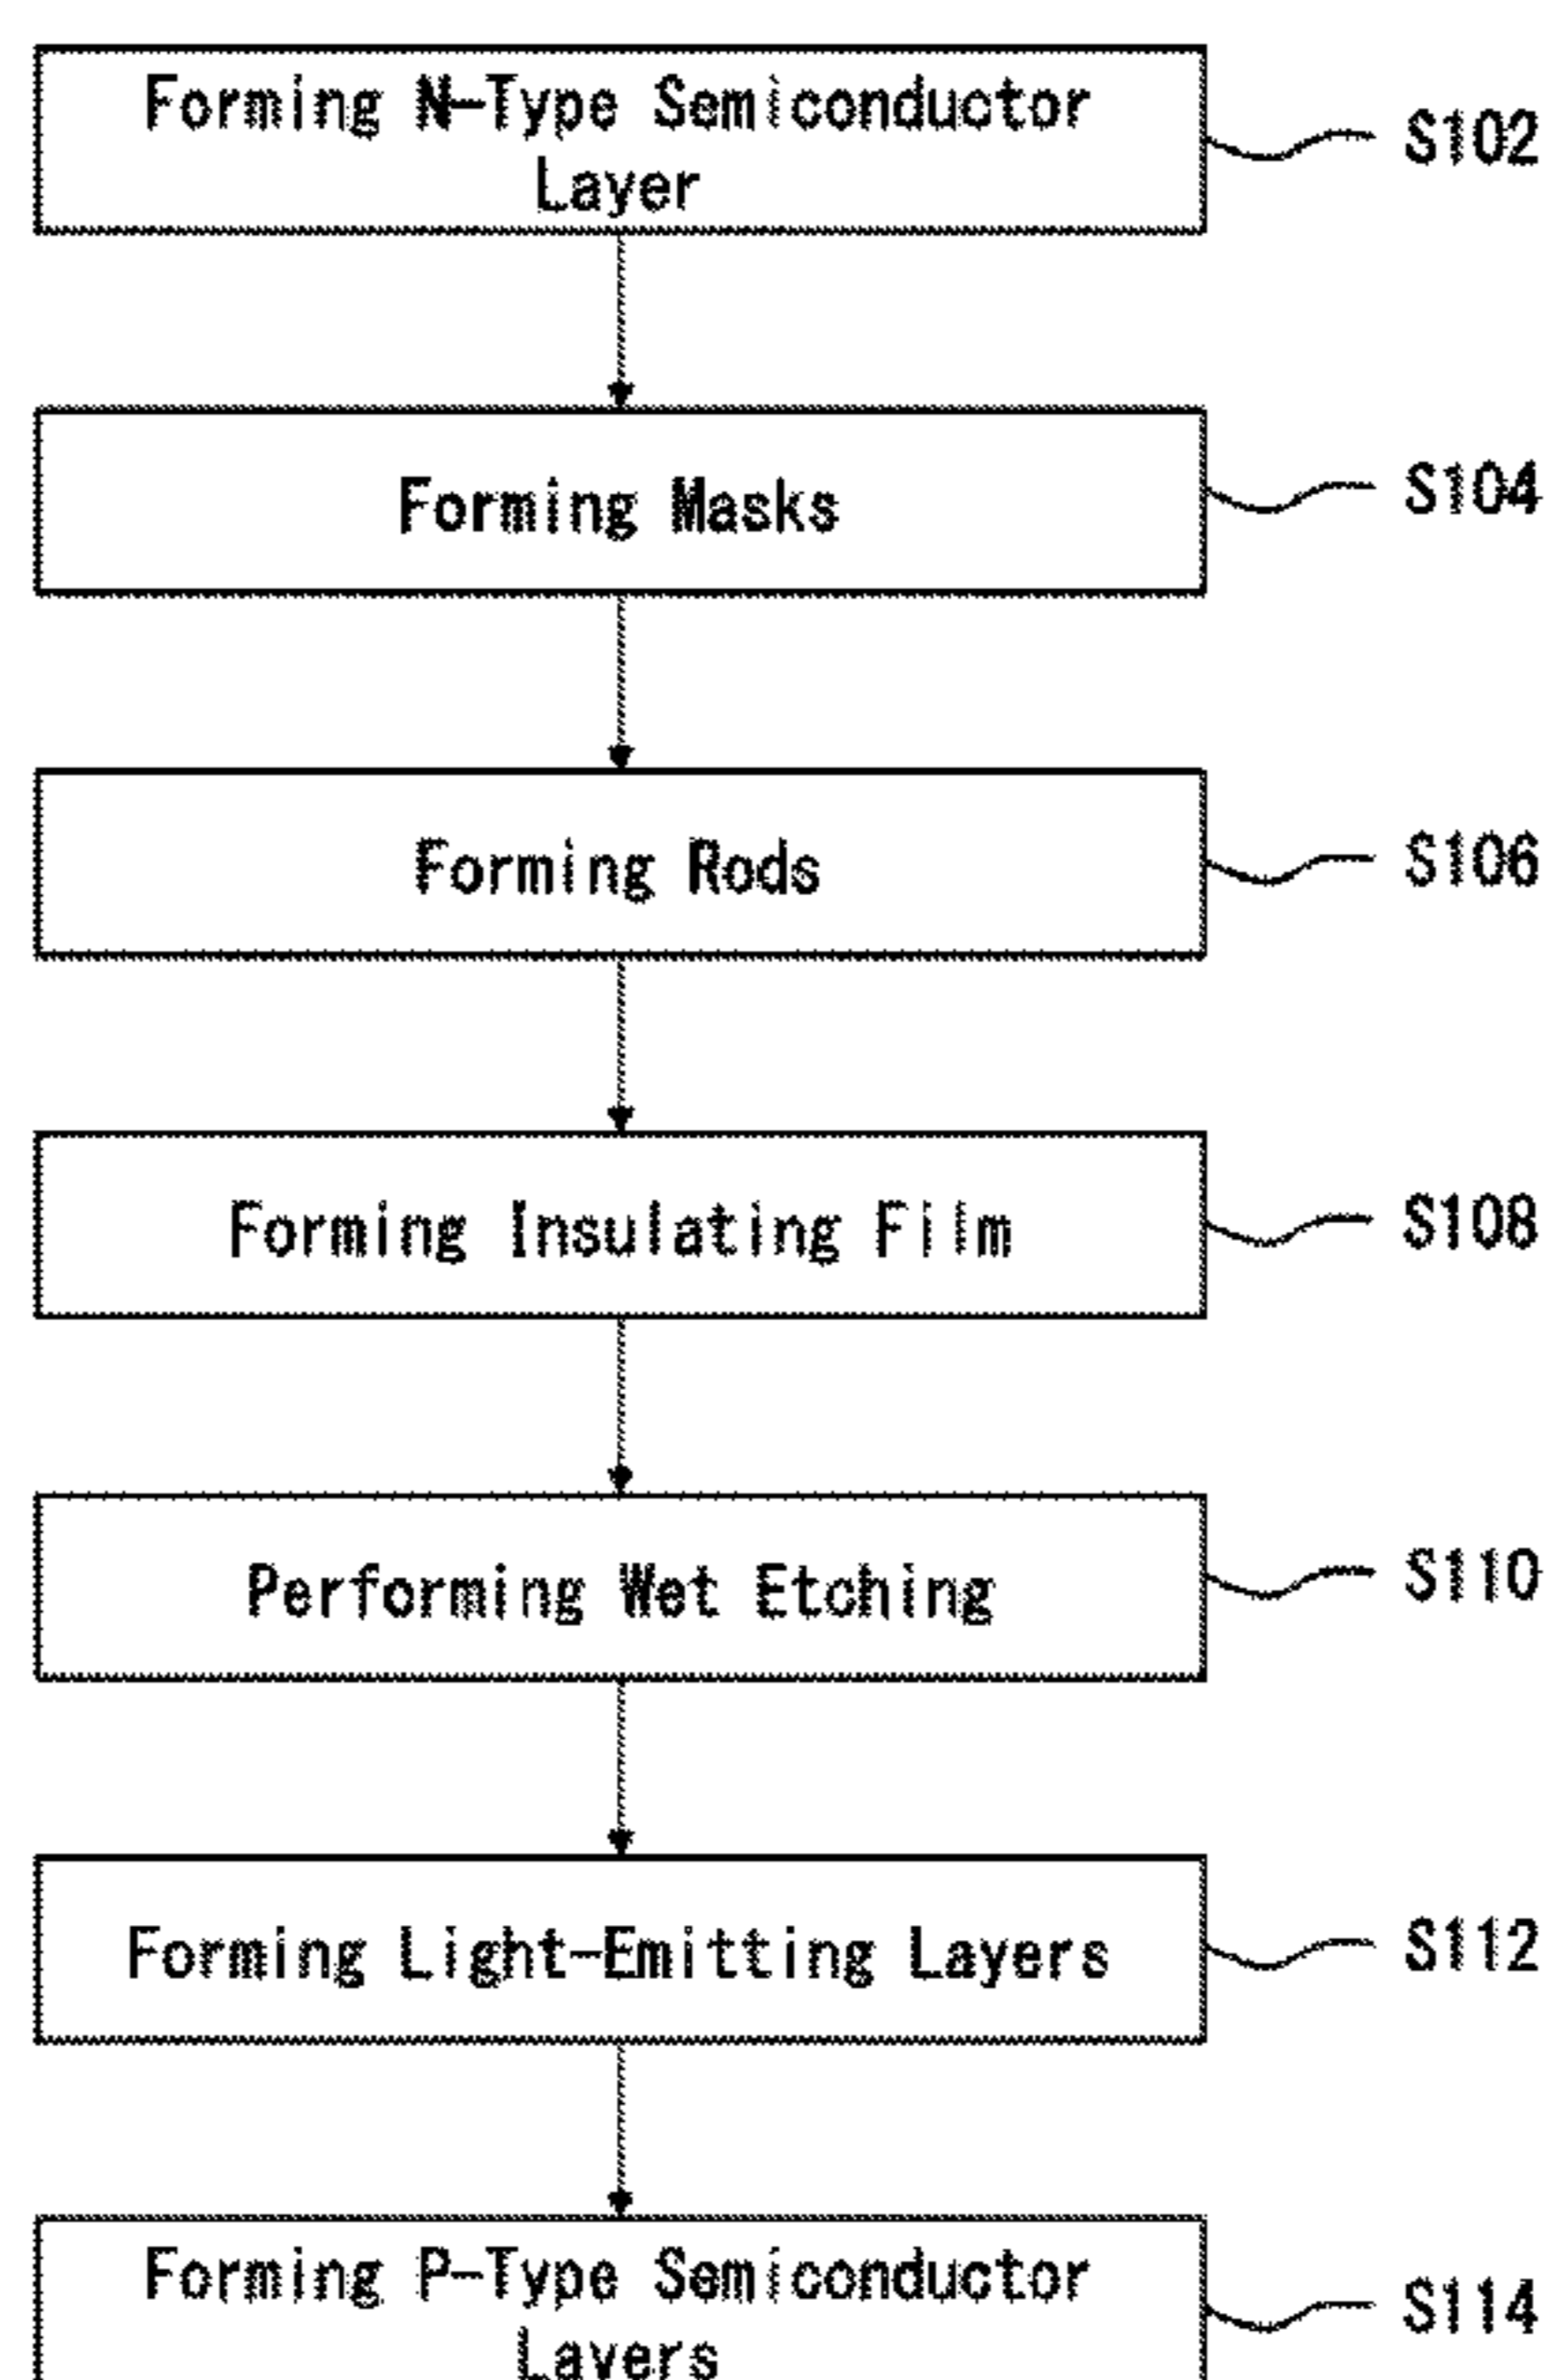 Forming N-Type Semiconductor
Layer
S102
Forming Masks
S104
Forming Rods
S106
Forming Insulating Film
S108
Performing Wet Etching
S110
Forming Light-Emitting Layers
S112
Forming P-Type Semiconductor
Layers
S114